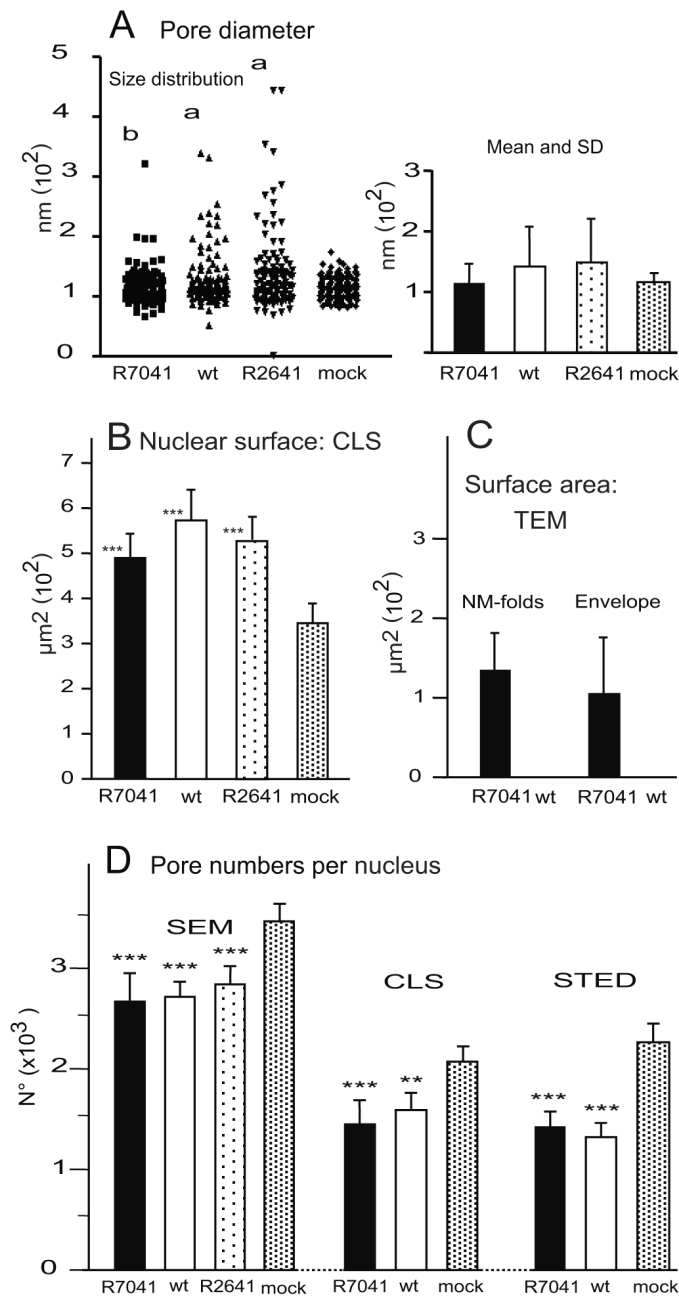 A Pore diameter
Size distribution
b a a
5
4
3
2
1
0
nm (10²)
R7041 wt R2641 mock
Mean and SD
3
2
1
nm (10²)
R7041 wt R2641 mock
B Nuclear surface: CLS
7
6
5
4
3
2
0
µm2 (10²)
*** *** ***
R7041 wt R2641 mock
C
Surface area:
TEM
3
2
1
0
µm2 (10²)
NM-folds Envelope
R7041 wt R7041 wt
D Pore numbers per nucleus
SEM
CLS STED
3
2
1
0
N° (x10³)
*** *** ***
*** **
*** ***
R7041 wt R2641 mock R7041 wt mock R7041 wt mock